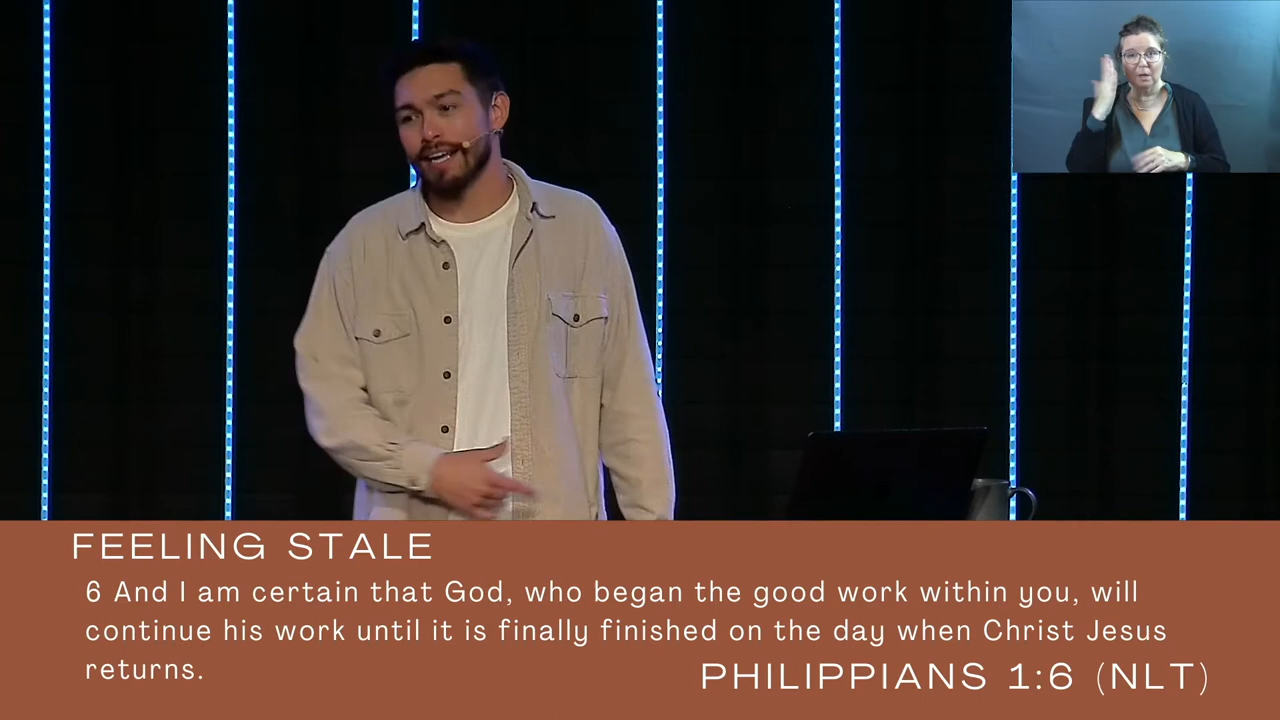 FEELING STALE
6 And I am certain that God, who began the good work within you, will
continue his work until it is finally finished on the day when Christ Jesus
returns.
PHILIPPIANS 1:6 (NLT)